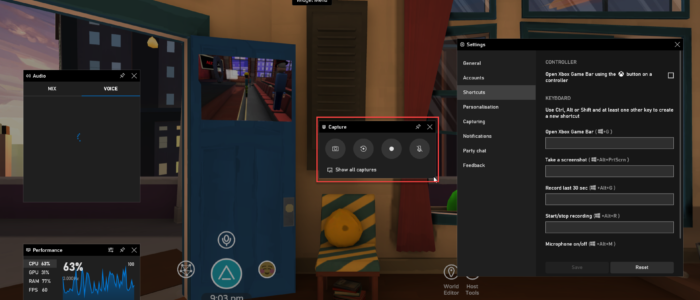 Widget Menu
Audio
MIX
VOICE
Performance
CPU 63%
GPU 31%
RAM 77%
FPS 60
63%
100
9:03 pm
Capture
Show all captures
World
Editor
Host
Tools
Settings
General
Accounts
Shortcuts
Personalisation
Capturing
Notifications
Party chat
Feedback
CONTROLLER
Open Xbox Game Bar using the button on a
controller
KEYBOARD
Use Ctrl, Alt or Shift and at least one other key to create
a new shortcut
Open Xbox Game Bar ( +G )
Take a screenshot ( +Alt+PrtScrn )
Record last 30 sec ( +Alt+G )
Start/stop recording ( +Alt+R )
Microphone on/off ( +Alt+M )
Save
Reset